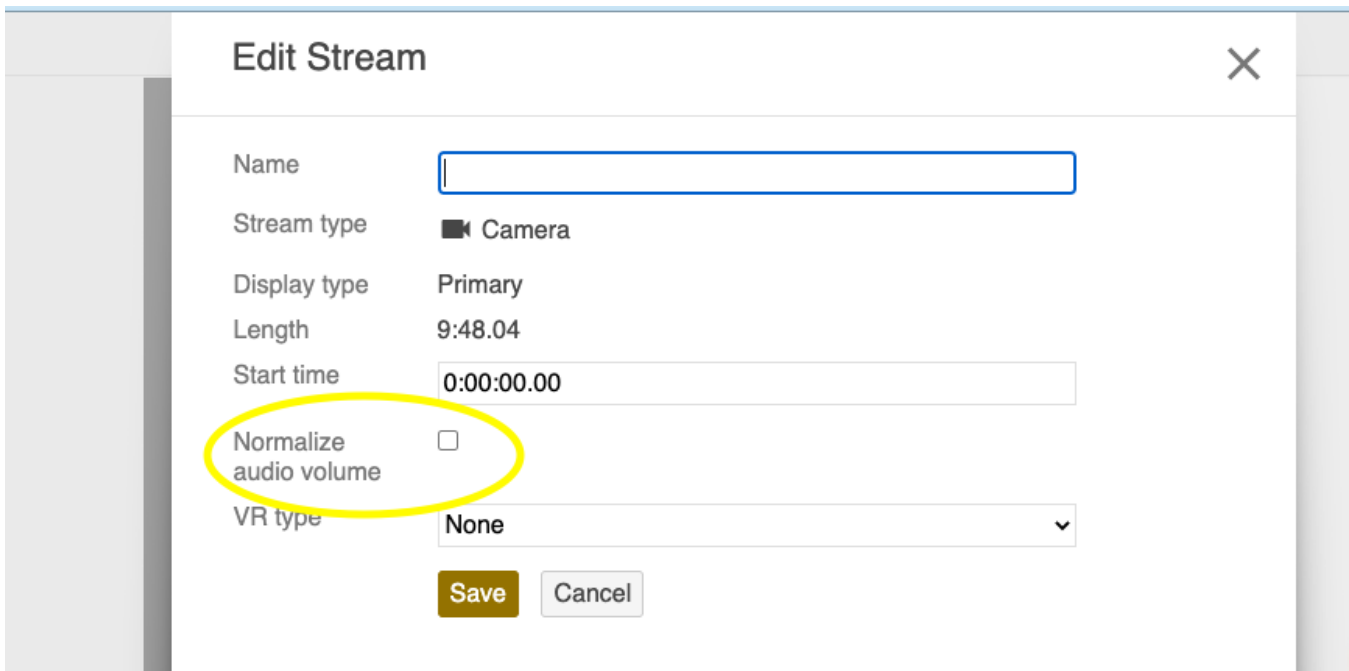 Edit Stream
Name
Stream type Camera
Display type Primary
Length 9:48.04
Start time 0:00:00.00
Normalize
audio volume
VR type None
Save Cancel